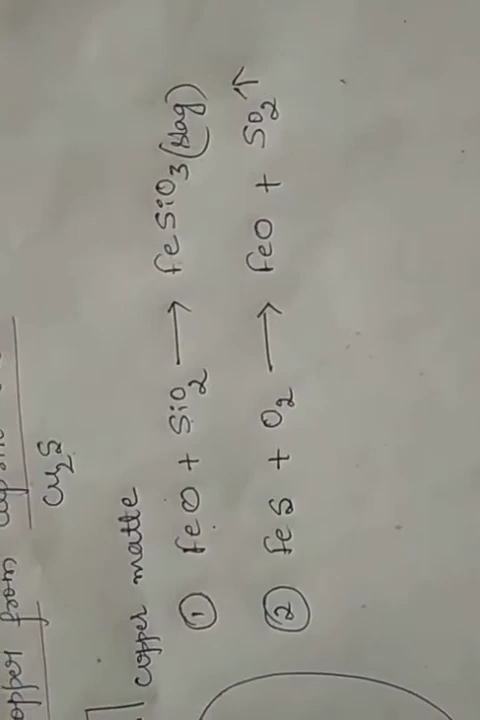 opper from
Cu₂S
copper matte
① FeO + SiO₂ → FeSiO₃ (slag)
② FeS + O₂ → FeO + SO₂ ↑